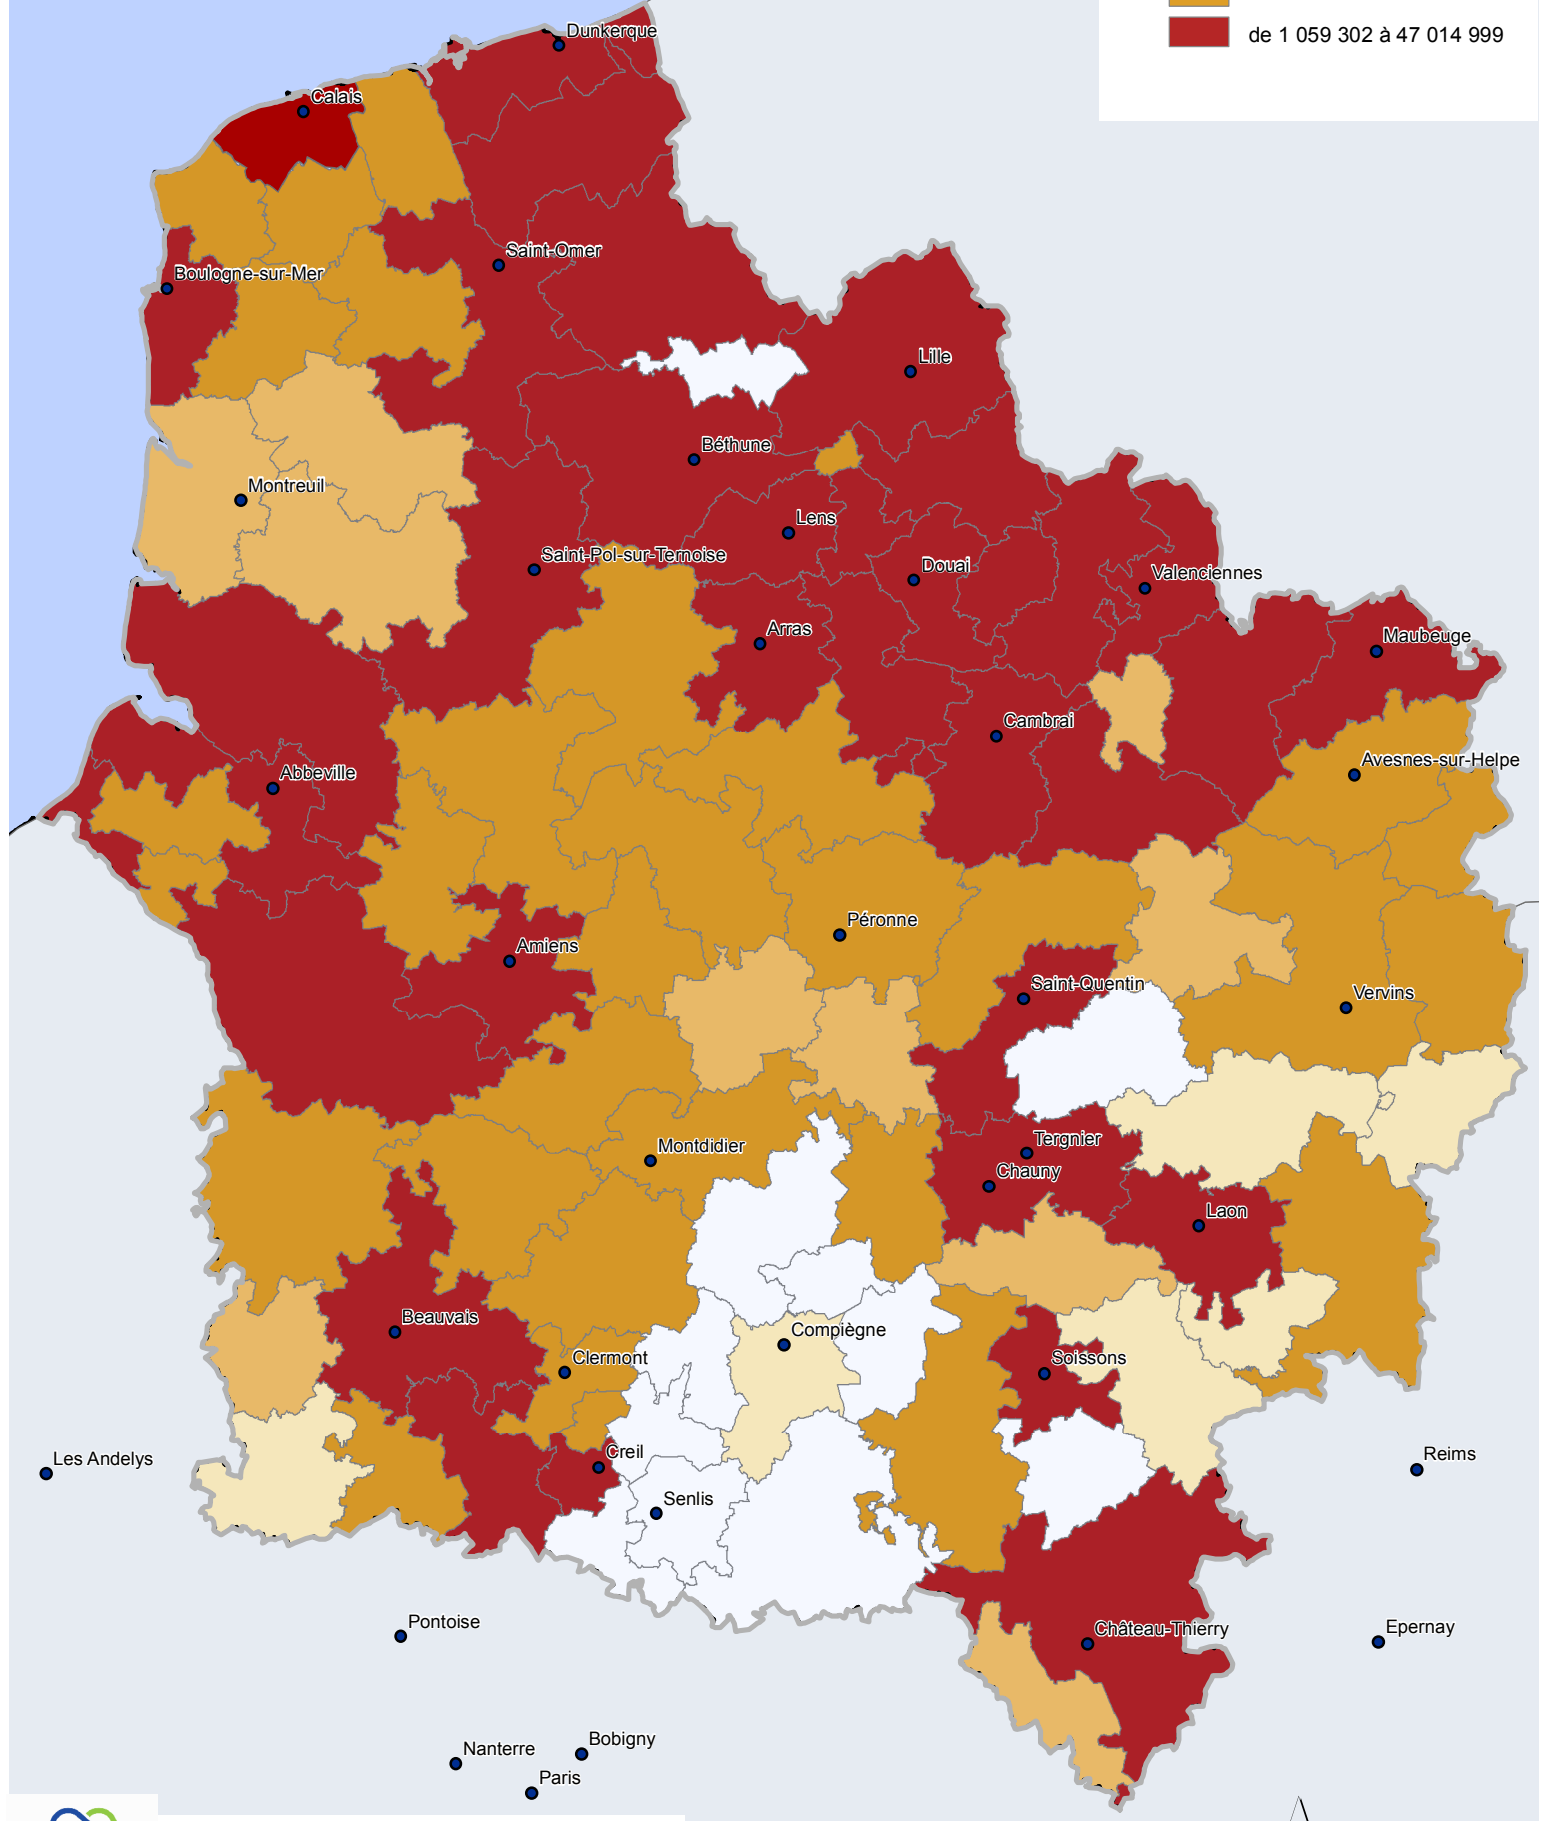 Dunkerque
de 1 059 302 à 47 014 999
Calais
Saint-Omer
Boulogne-sur-Mer
Lille
Béthune
Montreuil
Lens
Saint-Pol-sur-Ternoise
Douai
Valenciennes
Arras
Maubeuge
Cambrai
Avesnes-sur-Helpe
Abbeville
Péronne
Amiens
Saint-Quentin
Vervins
Montdidier
Tergnier
Chauny
Laon
Beauvais
Compiègne
Clermont
Soissons
Les Andelys
Creil
Reims
Senlis
Pontoise
Château-Thierry
Epernay
Nanterre
Bobigny
Paris